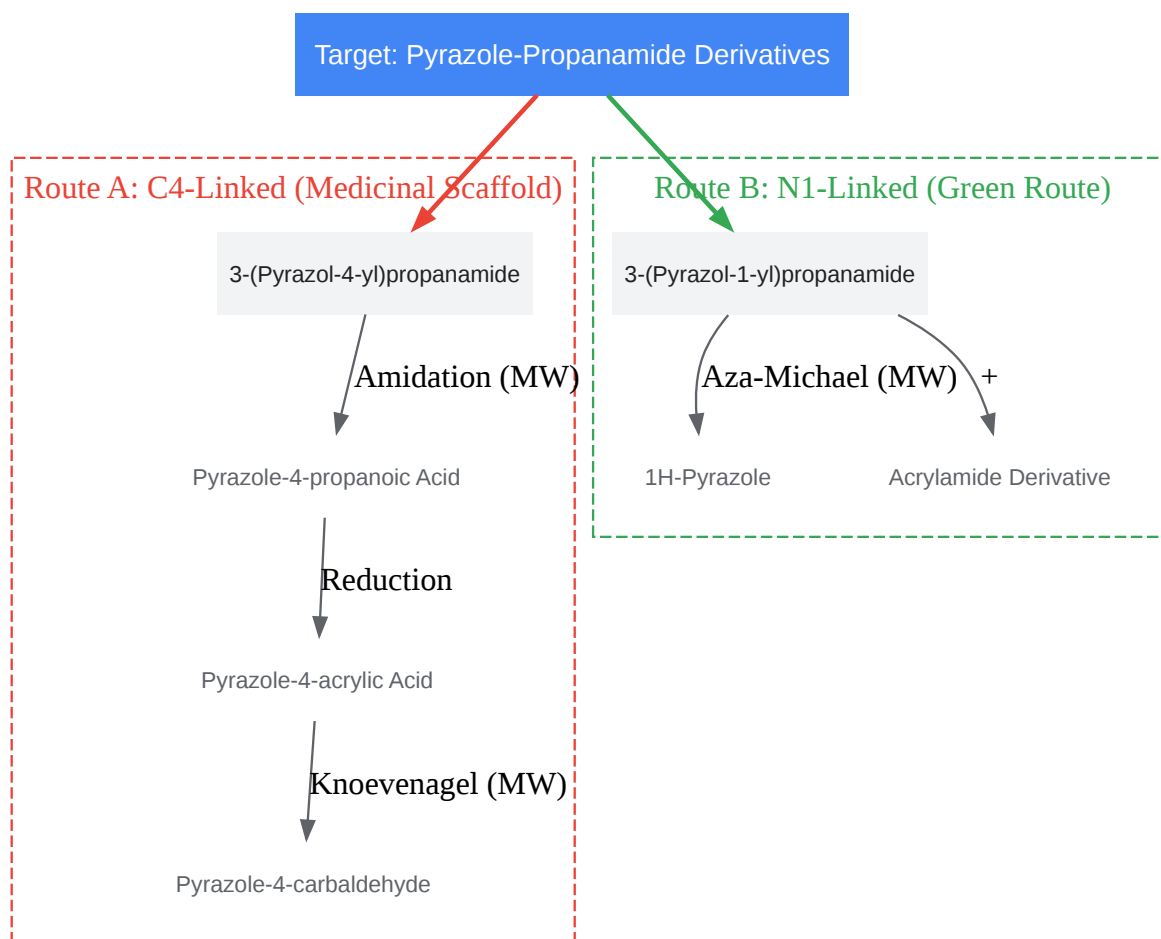 Target: Pyrazole-Propanamide Derivatives
Route A: C4-Linked (Medicinal Scaffold)
3-(Pyrazol-4-yl)propanamide
Amidation (MW)
Pyrazole-4-propanoic Acid
Reduction
Pyrazole-4-acrylic Acid
Knoevenagel (MW)
Pyrazole-4-carbaldehyde
Route B: N1-Linked (Green Route)
3-(Pyrazol-1-yl)propanamide
Aza-Michael (MW) +
1H-Pyrazole
Acrylamide Derivative